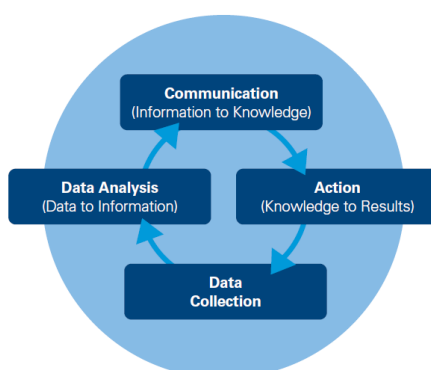 Communication
(Information to Knowledge)
Data Analysis
(Data to Information)
Action
(Knowledge to Results)
Data
Collection